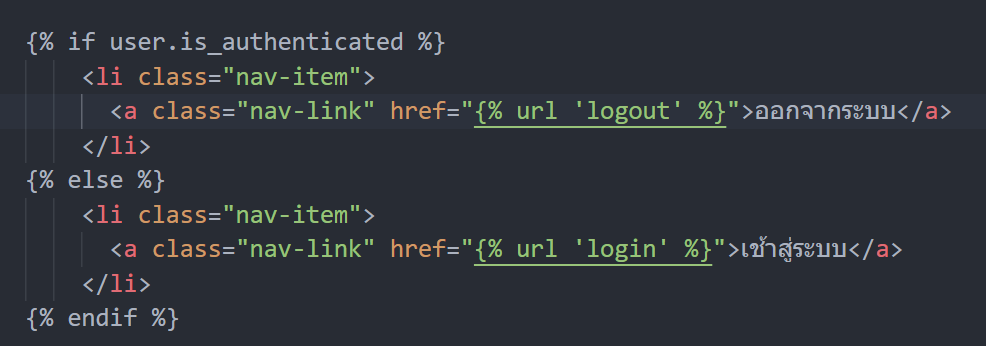 {% if user.is_authenticated %}
<li class="nav-item">
<a class="nav-link" href="{% url 'logout' %}">ออกจากระบบ</a>
</li>
{% else %}
<li class="nav-item">
<a class="nav-link" href="{% url 'login' %}">เข้าสู่ระบบ</a>
</li>
{% endif %}